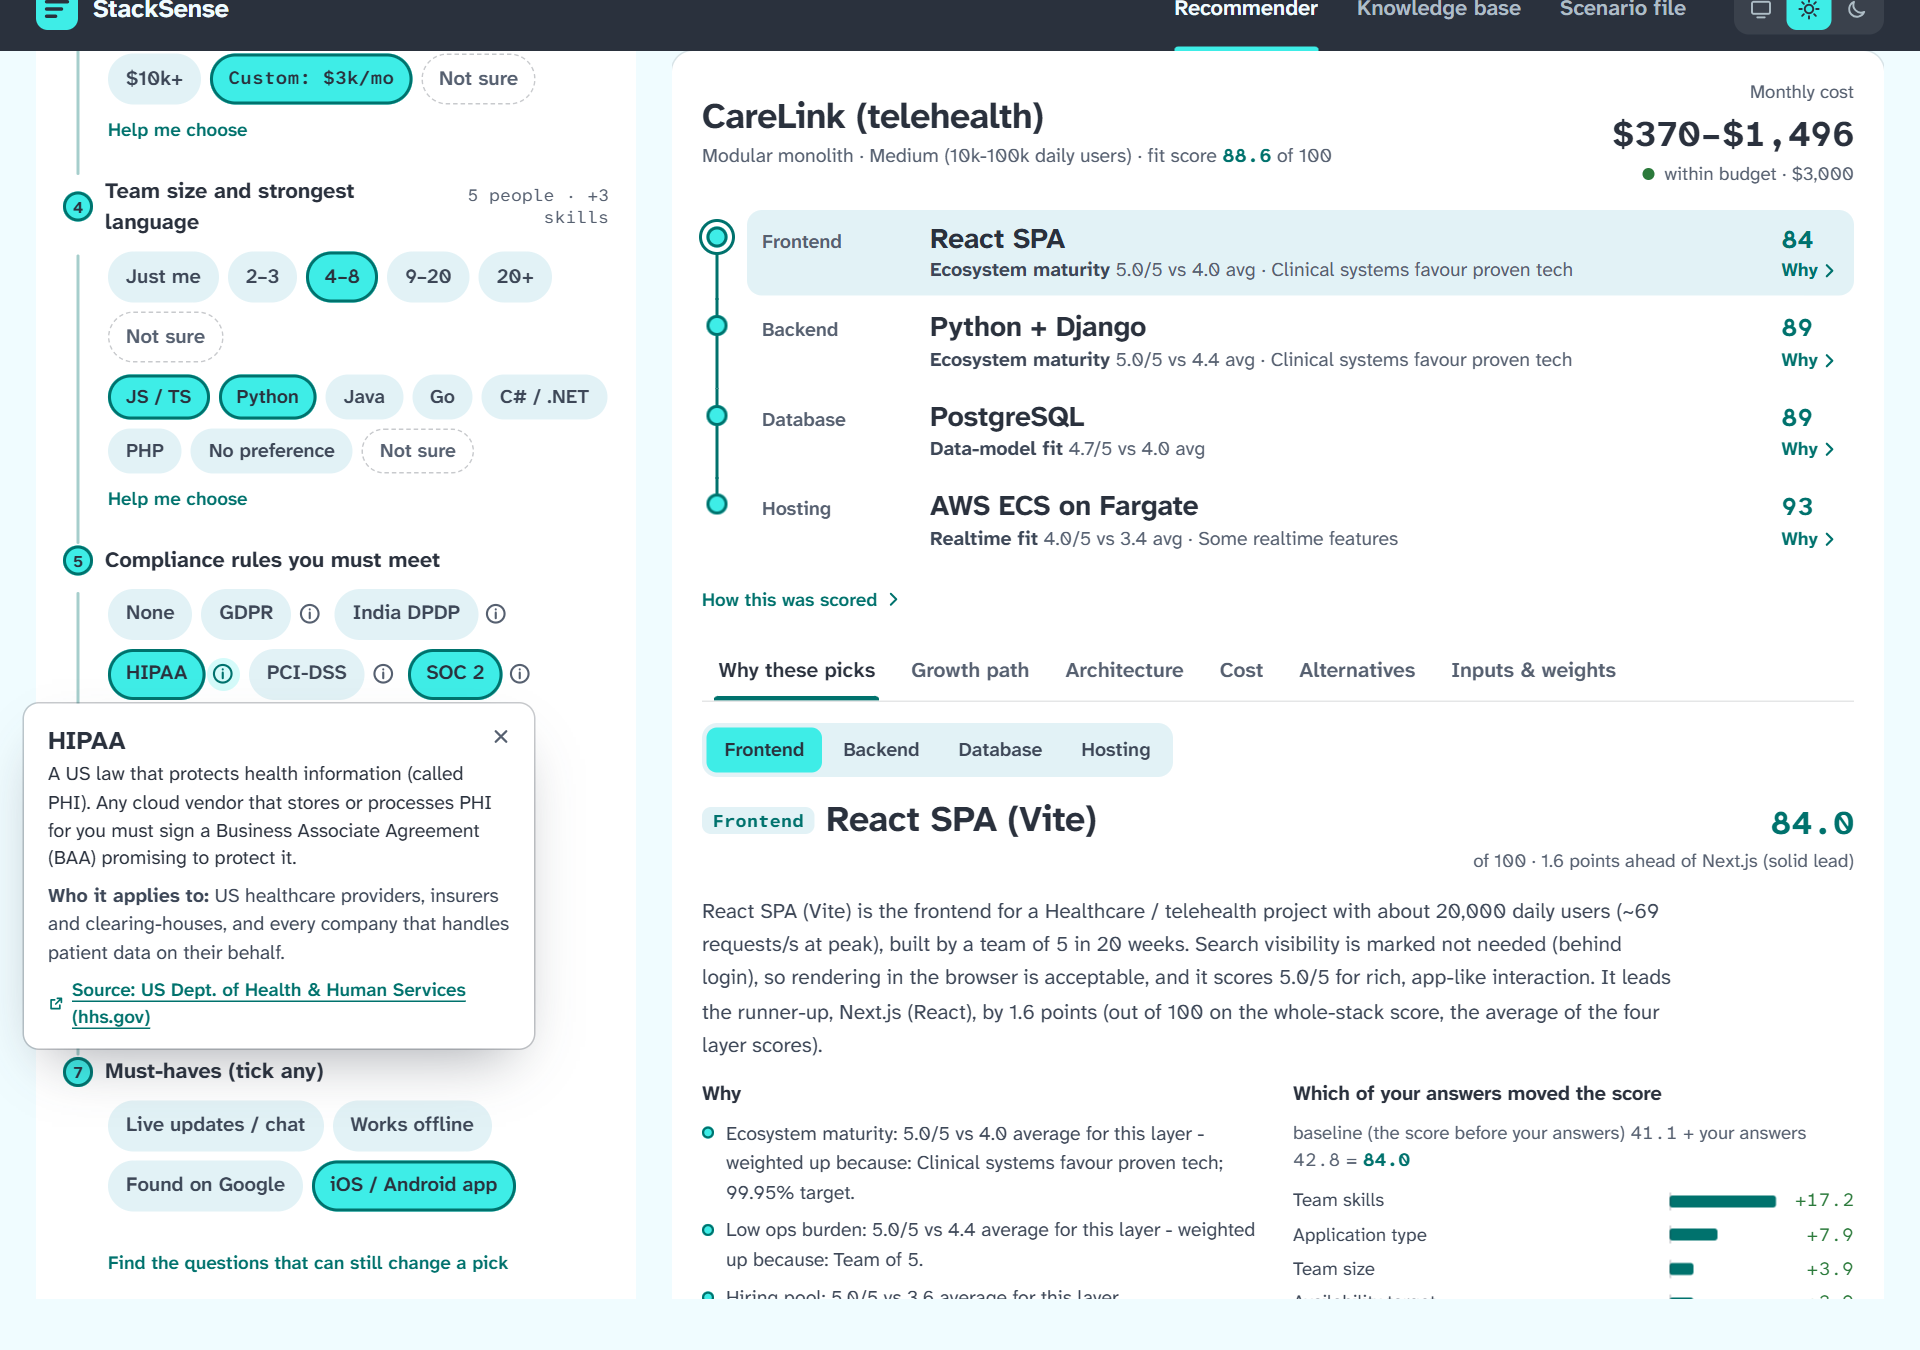 StackSense
Recommender
Knowledge base
Scenario file
$10k+
Custom: $3k/mo
Not sure
Help me choose
4
Team size and strongest
language
5 people · +3
skills
Just me
2–3
4–8
9–20
20+
Not sure
JS / TS
Python
Java
Go
C# / .NET
PHP
No preference
Not sure
Help me choose
5
Compliance rules you must meet
None
GDPR
India DPDP
HIPAA
PCI-DSS
SOC 2
HIPAA
A US law that protects health information (called
PHI). Any cloud vendor that stores or processes PHI
for you must sign a Business Associate Agreement
(BAA) promising to protect it.
Who it applies to: US healthcare providers, insurers
and clearing-houses, and every company that handles
patient data on their behalf.
Source: US Dept. of Health & Human Services
(hhs.gov)
7
Must-haves (tick any)
Live updates / chat
Works offline
Found on Google
iOS / Android app
Find the questions that can still change a pick
CareLink (telehealth)
Modular monolith · Medium (10k-100k daily users) · fit score 88.6 of 100
Monthly cost
$370–$1,496
within budget · $3,000
Frontend
React SPA
Ecosystem maturity 5.0/5 vs 4.0 avg · Clinical systems favour proven tech
84
Why
Backend
Python + Django
Ecosystem maturity 5.0/5 vs 4.4 avg · Clinical systems favour proven tech
89
Why
Database
PostgreSQL
Data-model fit 4.7/5 vs 4.0 avg
89
Why
Hosting
AWS ECS on Fargate
Realtime fit 4.0/5 vs 3.4 avg · Some realtime features
93
Why
How this was scored
Why these picks
Growth path
Architecture
Cost
Alternatives
Inputs & weights
Frontend
Backend
Database
Hosting
Frontend
React SPA (Vite)
84.0
of 100 · 1.6 points ahead of Next.js (solid lead)
React SPA (Vite) is the frontend for a Healthcare / telehealth project with about 20,000 daily users (~69
requests/s at peak), built by a team of 5 in 20 weeks. Search visibility is marked not needed (behind
login), so rendering in the browser is acceptable, and it scores 5.0/5 for rich, app-like interaction. It leads
the runner-up, Next.js (React), by 1.6 points (out of 100 on the whole-stack score, the average of the four
layer scores).
Why
Ecosystem maturity: 5.0/5 vs 4.0 average for this layer -
weighted up because: Clinical systems favour proven tech;
99.95% target.
Low ops burden: 5.0/5 vs 4.4 average for this layer - weighted
up because: Team of 5.
Hiring pool: 5.0/5 vs 3.6 average for this layer
Which of your answers moved the score
baseline (the score before your answers) 41.1 + your answers
42.8 = 84.0
Team skills
+17.2
Application type
+7.9
Team size
+3.9
Availability target